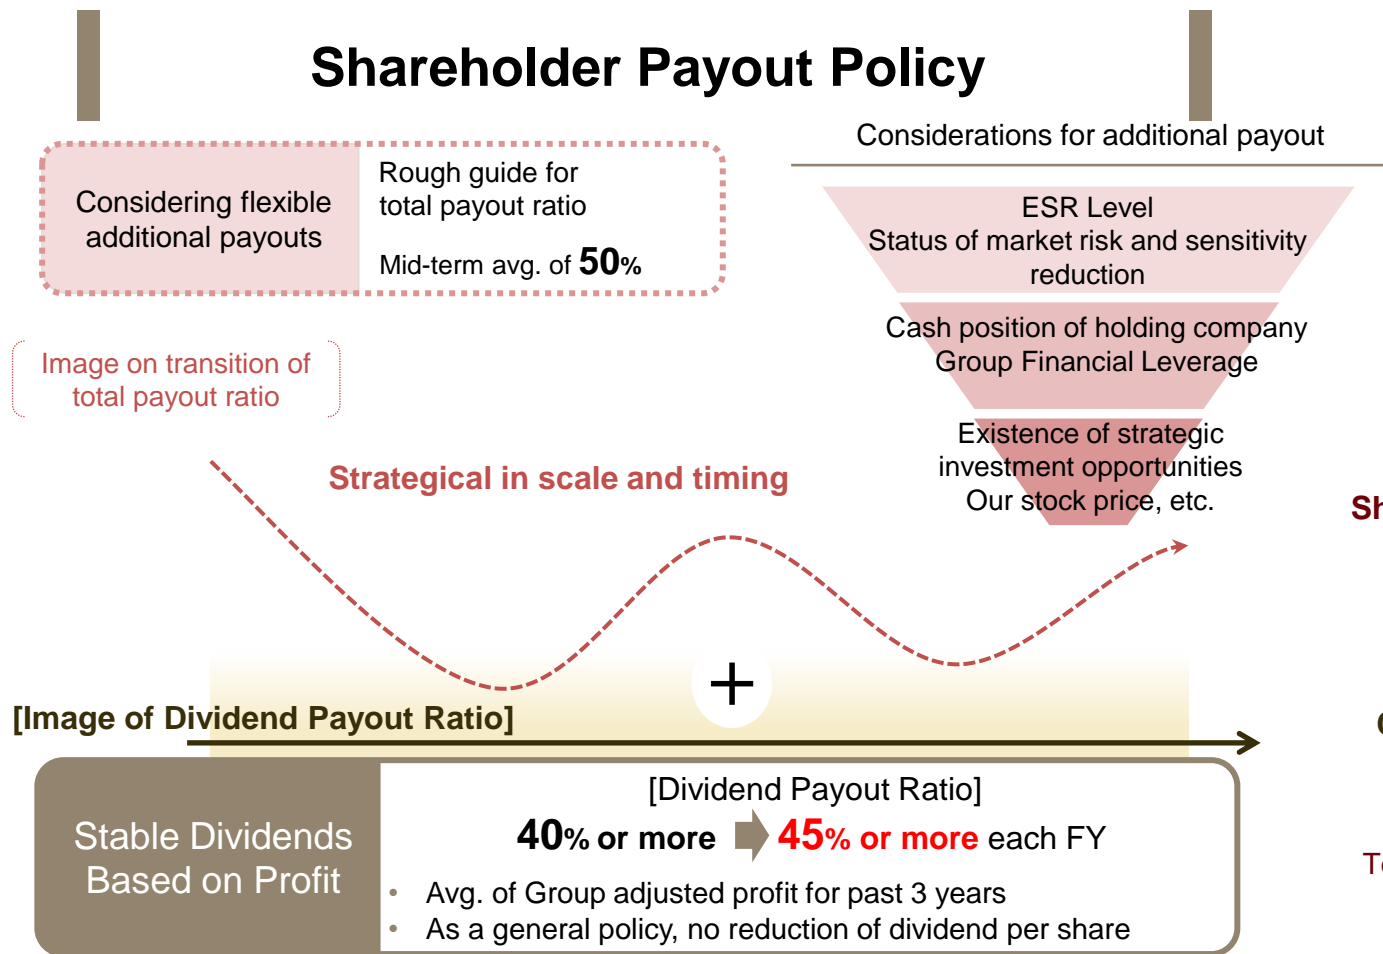 Shareholder Payout Policy
Considering flexible
additional payouts
Rough guide for
total payout ratio
Mid-term avg. of 50%
Considerations for additional payout
ESR Level
Status of market risk and sensitivity
reduction
Cash position of holding company
Group Financial Leverage
Existence of strategic
investment opportunities
Our stock price, etc.
Image on transition of
total payout ratio
Strategical in scale and timing
Sh
+
[Image of Dividend Payout Ratio]
Stable Dividends
Based on Profit
[Dividend Payout Ratio]
40% or more 45% or more each FY
• Avg. of Group adjusted profit for past 3 years
• As a general policy, no reduction of dividend per share